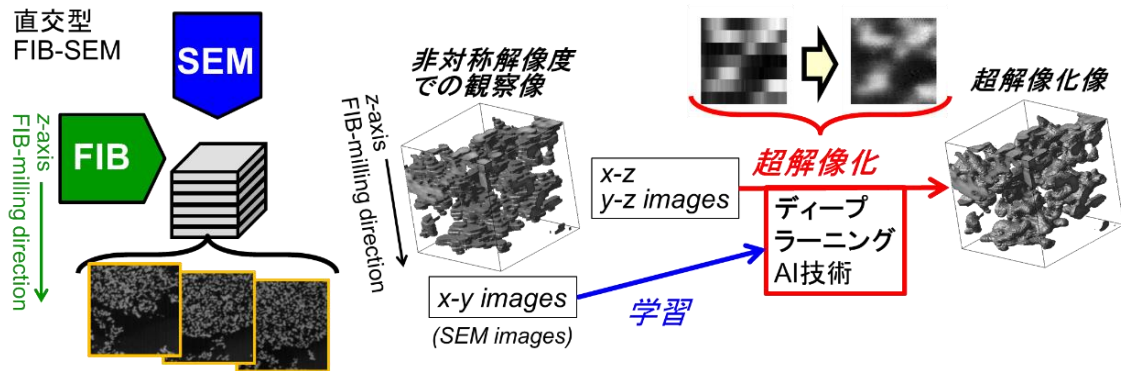 直交型
FIB-SEM
SEM
FIB
z-axis
FIB-milling direction
非対称解像度
での観察像
z-axis
FIB-milling direction
x-y images
(SEM images)
学習
x-z
y-z images
超解像化
ディープ
ラーニング
AI技術
超解像化像